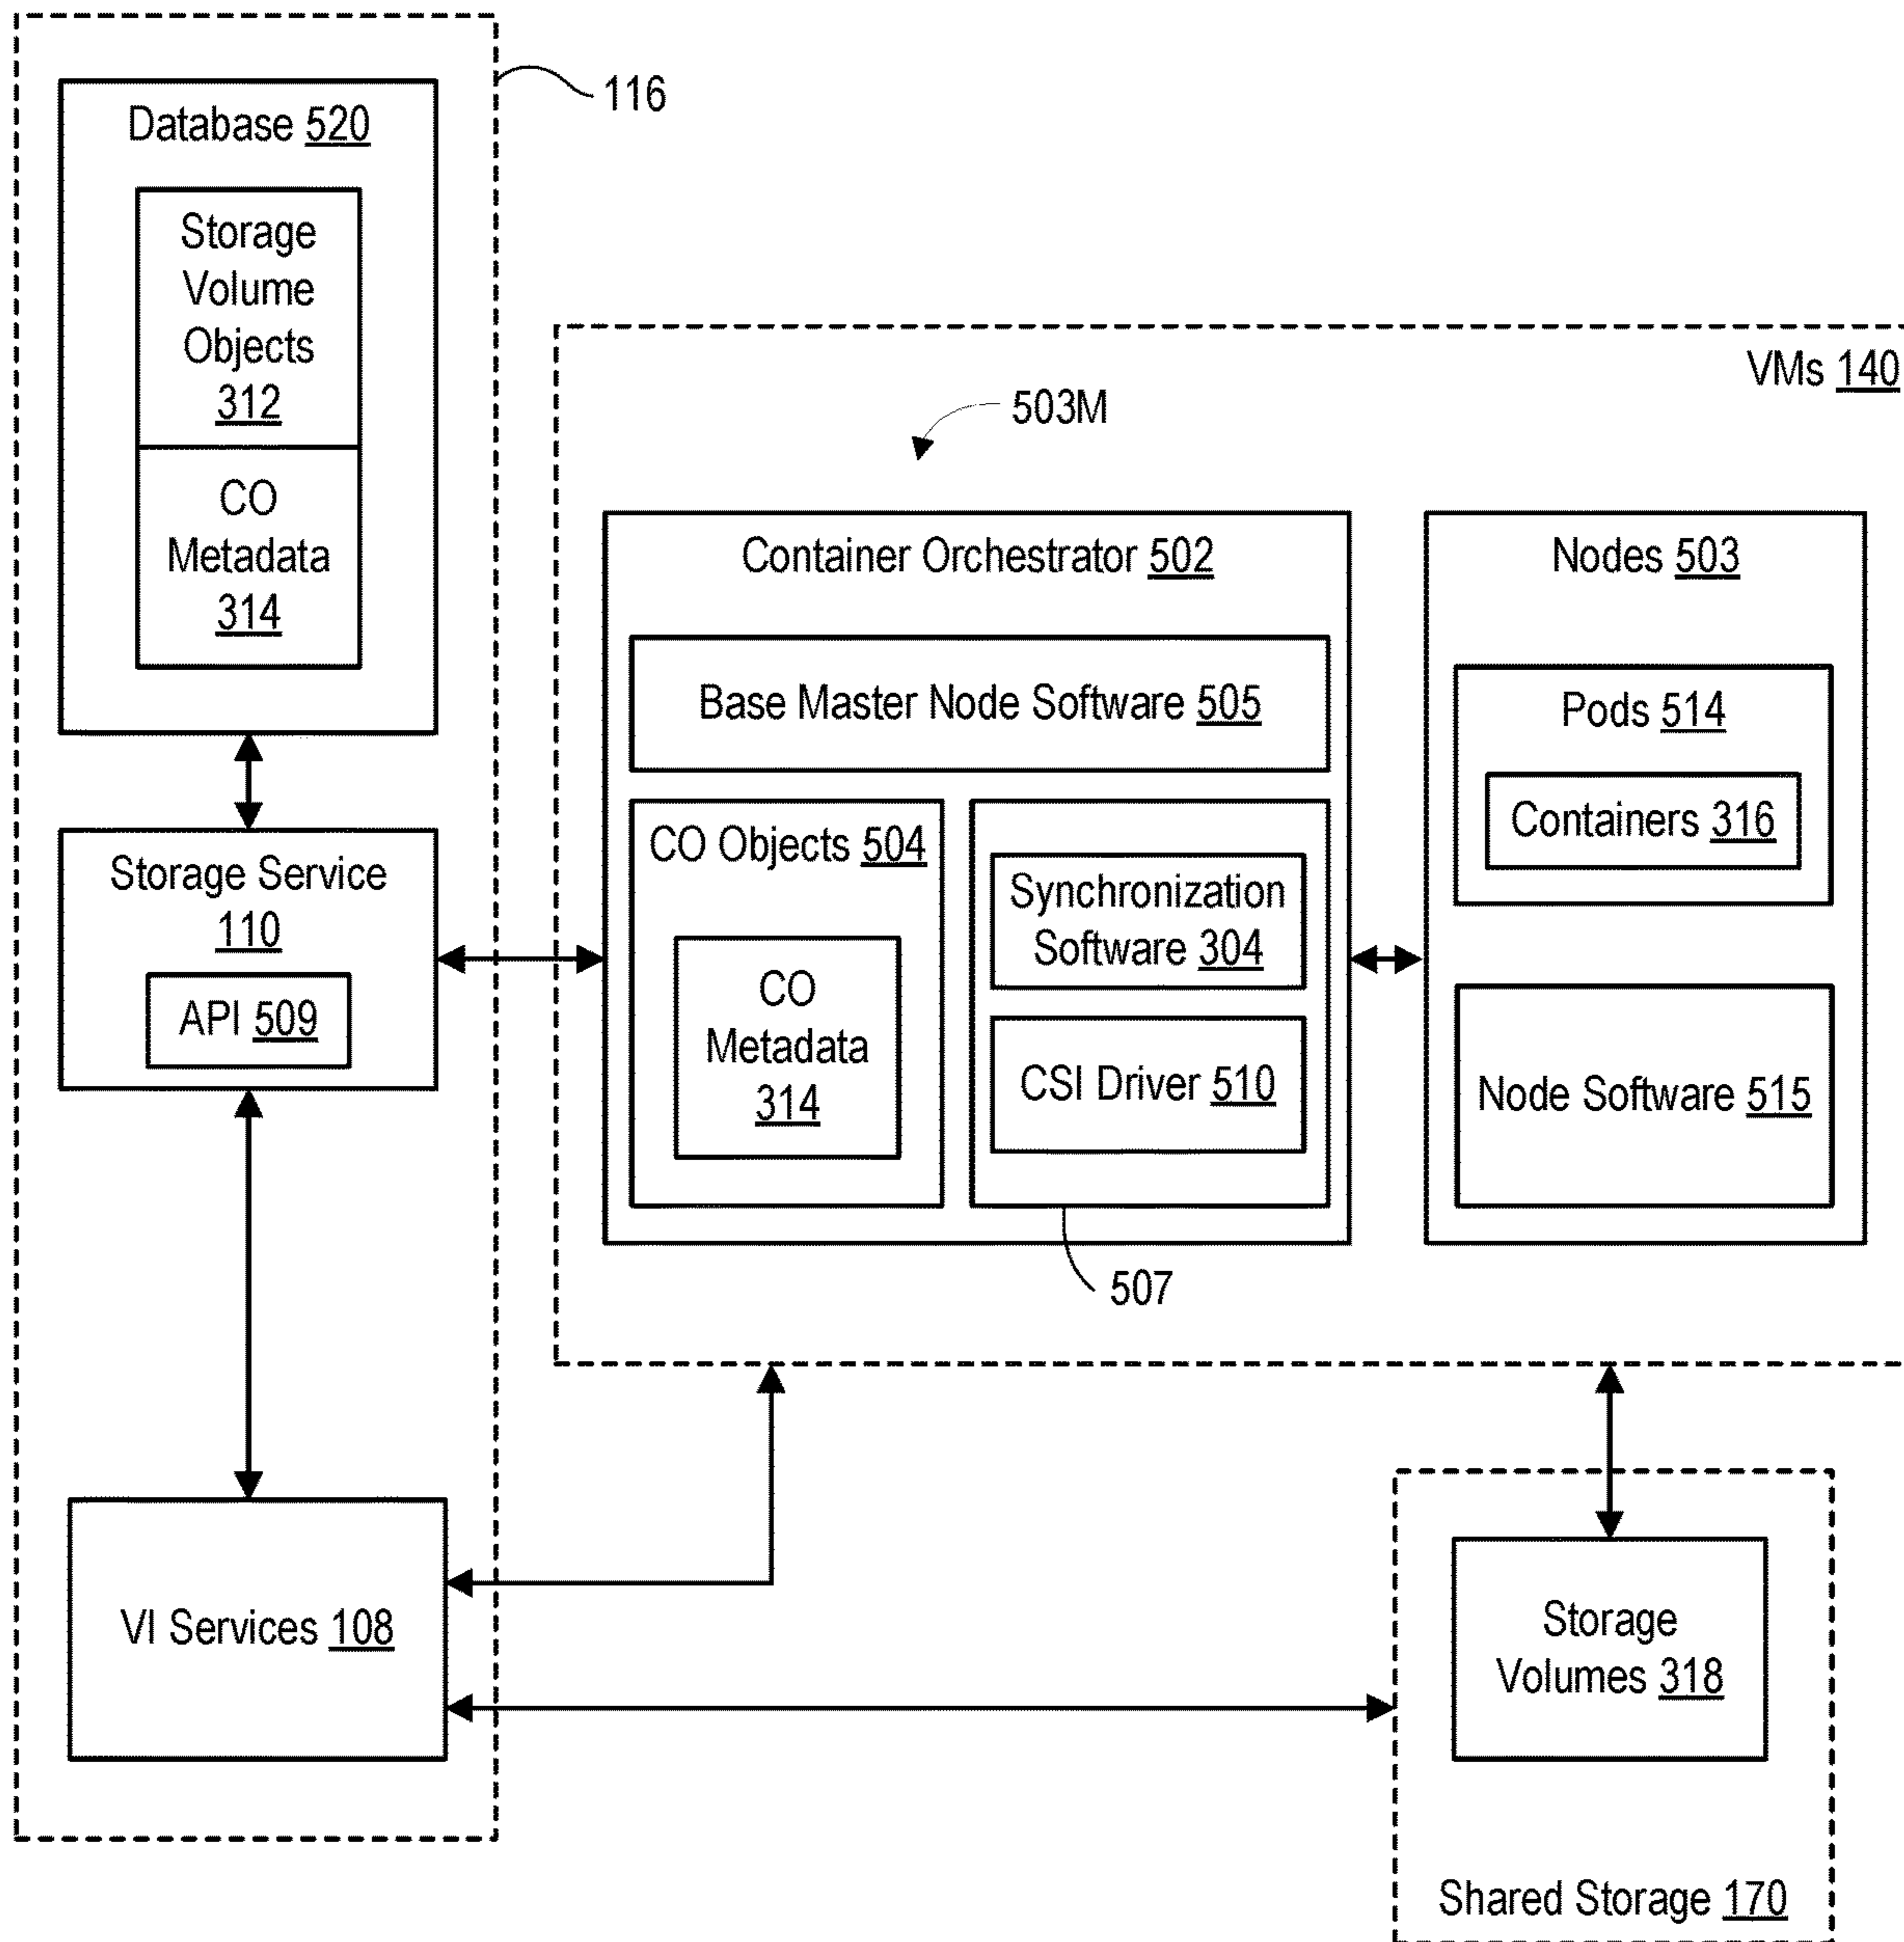 116
Database 520
Storage
Volume
Objects
312
CO
Metadata
314
Storage Service
110
API 509
VI Services 108
VMs 140
503M
Container Orchestrator 502
Base Master Node Software 505
CO Objects 504
CO
Metadata
314
Synchronization
Software 304
CSI Driver 510
507
Nodes 503
Pods 514
Containers 316
Node Software 515
Storage
Volumes 318
Shared Storage 170